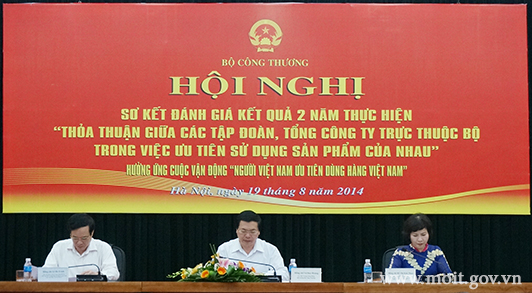 BỘ CÔNG THƯƠNG
HỘI NGHỊ
SƠ KẾT ĐÁNH GIÁ KẾT QUẢ 2 NĂM THỰC HIỆN
“THỎA THUẬN GIỮA CÁC TẬP ĐOÀN, TỔNG CÔNG TY TRỰC THUỘC BỘ
TRONG VIỆC ƯU TIÊN SỬ DỤNG SẢN PHẨM CỦA NHAU”
HƯỞNG ỨNG CUỘC VẬN ĐỘNG “NGƯỜI VIỆT NAM ƯU TIÊN DÙNG HÀNG VIỆT NAM”
Hà Nội, ngày 19 tháng 8 năm 2014
www.moit.gov.vn